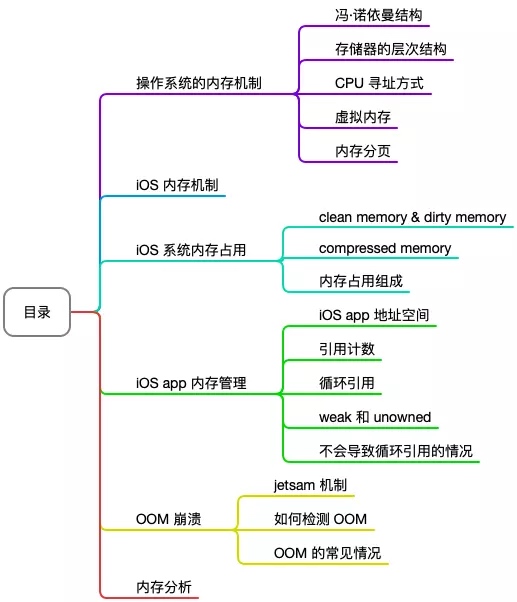 目录
操作系统的内存机制
冯·诺依曼结构
存储器的层次结构
CPU 寻址方式
虚拟内存
内存分页
iOS 内存机制
iOS 系统内存占用
clean memory & dirty memory
compressed memory
内存占用组成
iOS app 内存管理
iOS app 地址空间
引用计数
循环引用
weak 和 unowned
不会导致循环引用的情况
OOM 崩溃
jetsam 机制
如何检测 OOM
OOM 的常见情况
内存分析